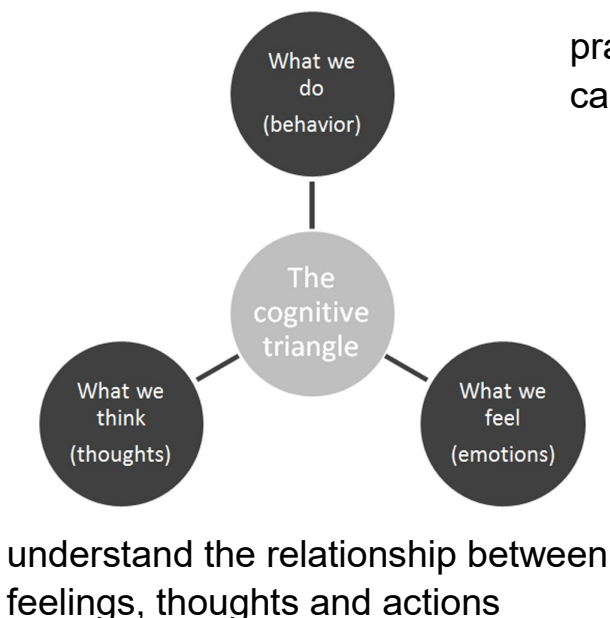 What we
do
(behavior)
The
cognitive
triangle
What we
think
(thoughts)
What we
feel
(emotions)
understand the relationship between
feelings, thoughts and actions